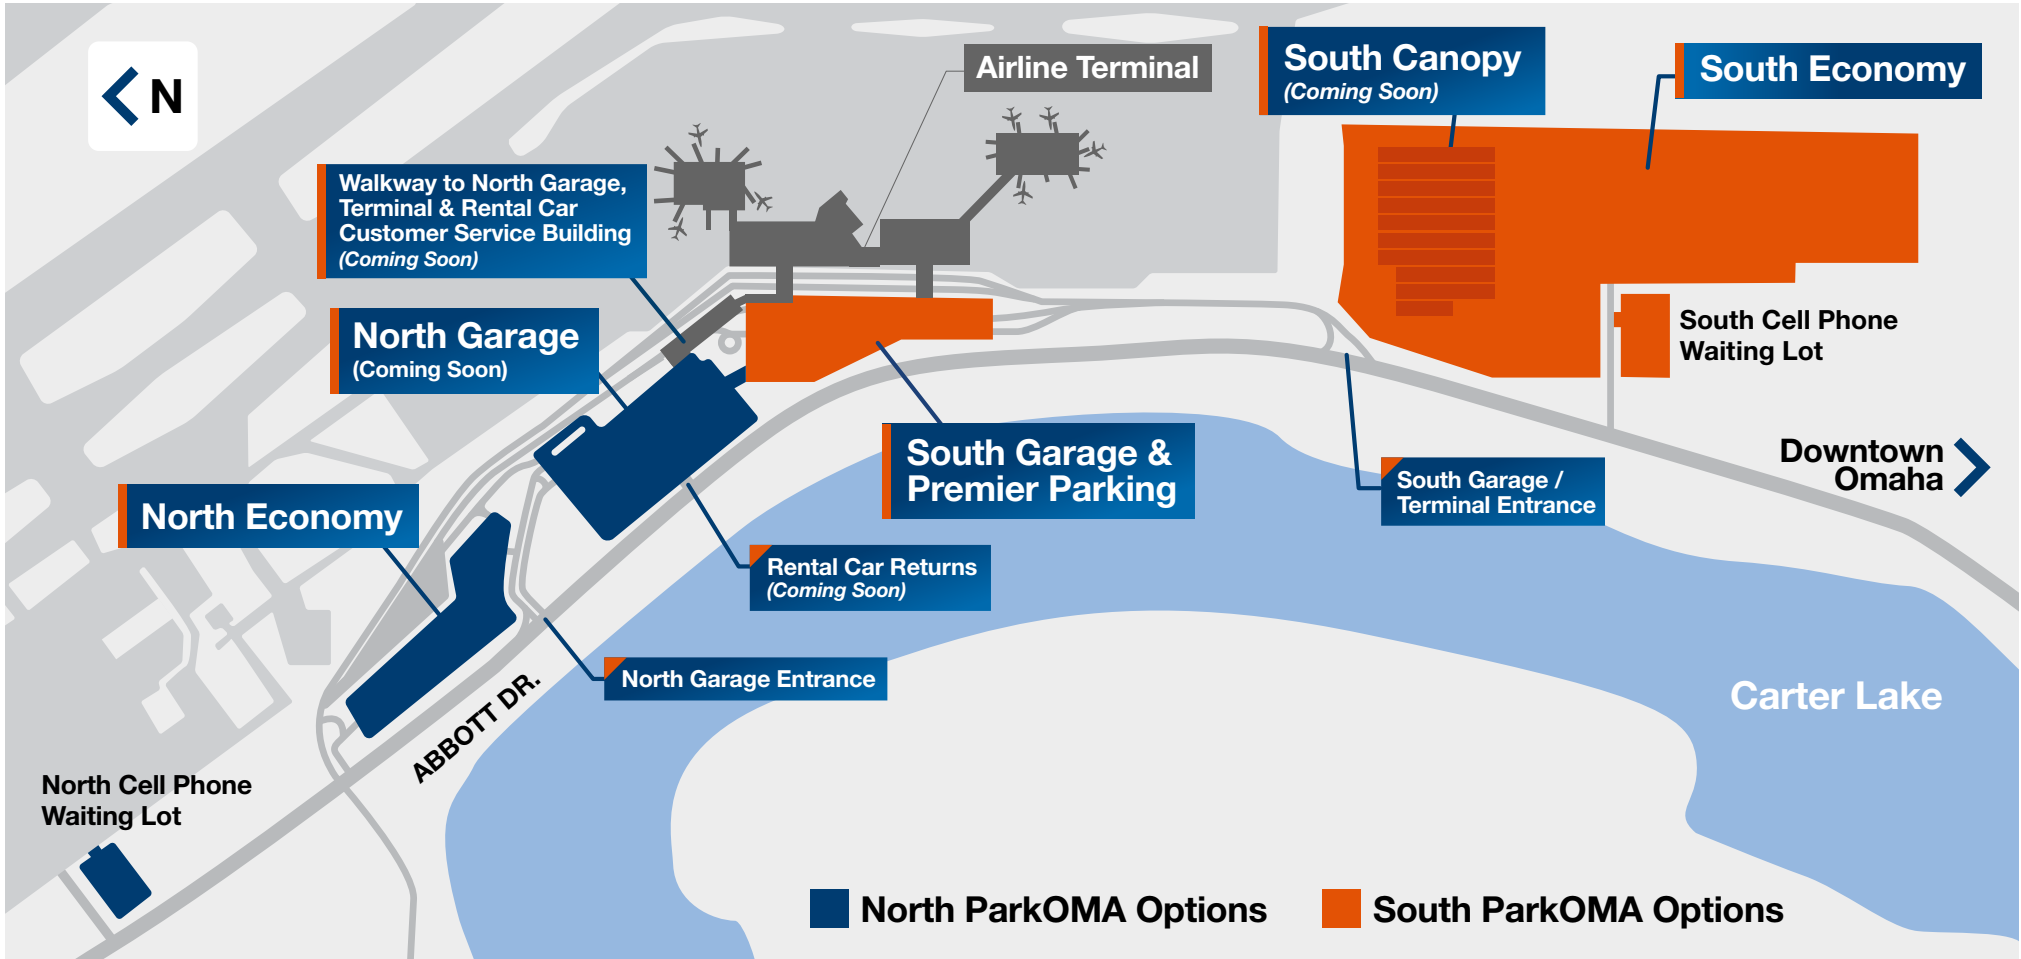 N
Airline Terminal
South Canopy
(Coming Soon)
South Economy
Walkway to North Garage,
Terminal & Rental Car
Customer Service Building
(Coming Soon)
North Garage
(Coming Soon)
South Cell Phone
Waiting Lot
South Garage &
Premier Parking
Downtown
Omaha
South Garage /
Terminal Entrance
North Economy
Rental Car Returns
(Coming Soon)
North Garage Entrance
ABBOTT DR.
Carter Lake
North Cell Phone
Waiting Lot
North ParkOMA Options
South ParkOMA Options